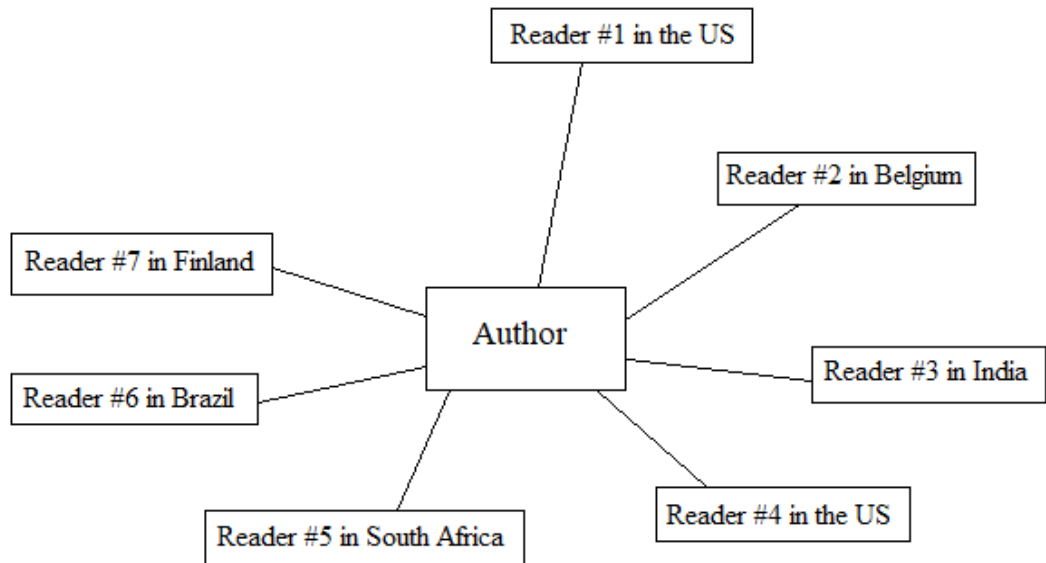 Reader #1 in the US
Reader #2 in Belgium
Reader #7 in Finland
Author
Reader #3 in India
Reader #6 in Brazil
Reader #4 in the US
Reader #5 in South Africa